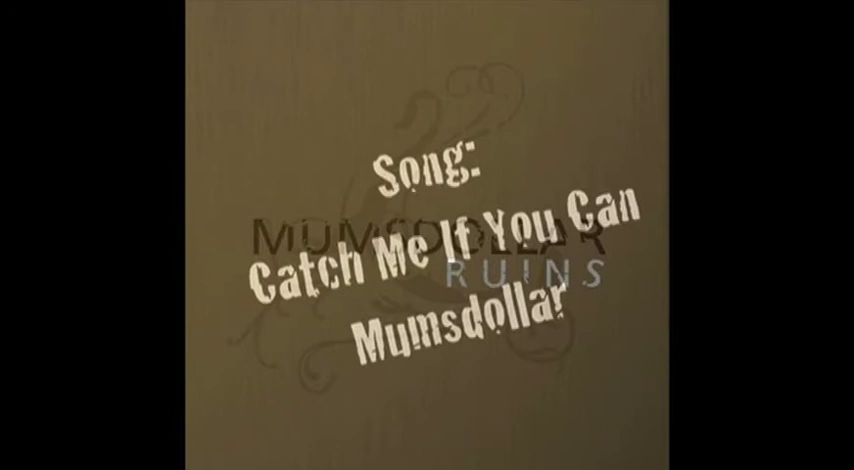 Song:
MUMSDOLLAR
Catch Me If You Can
RUINS
Mumsdollar